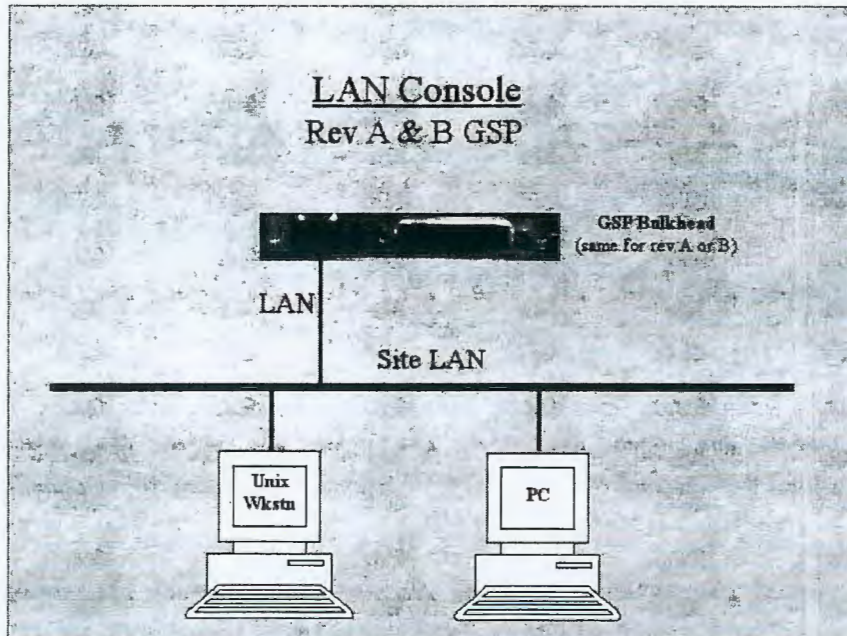 LAN Console
Rev A & B GSP
GSP Bulkhead
(same for rev A or B)
LAN
Site LAN
Unix
Wkstn
PC